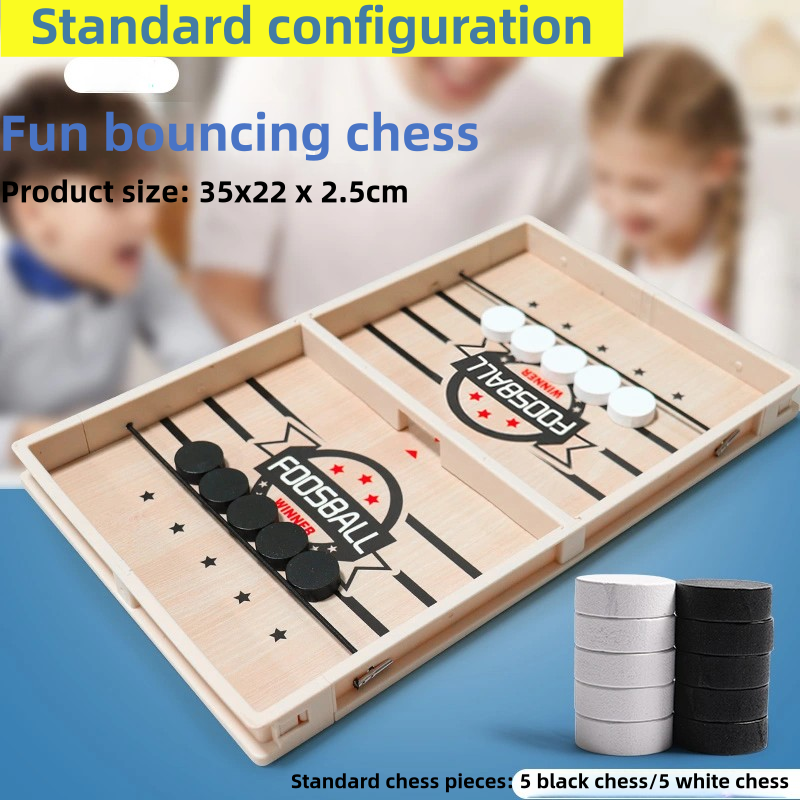 Standard configuration
Fun bouncing chess
Product size: 35x22 x 2.5cm
FOOSBALL
WINNER
FOOSBALL
WINNER
Standard chess pieces: 5 black chess/5 white chess